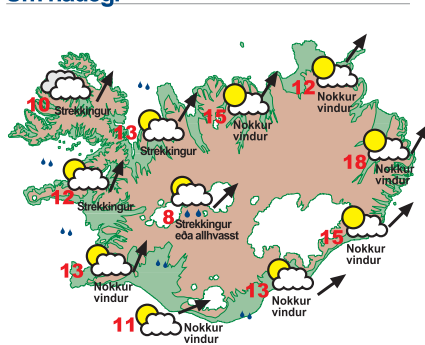 Um hádegi
12
Nokkur
vindur
10
Strekkingur
15
Nokkur
vindur
13
Strekkingur
18
Nokkur
vindur
12
Strekkingur
8
Strekkingur
eða allhvasst
15
Nokkur
vindur
13
Nokkur
vindur
13
Nokkur
vindur
11
Nokkur
vindur